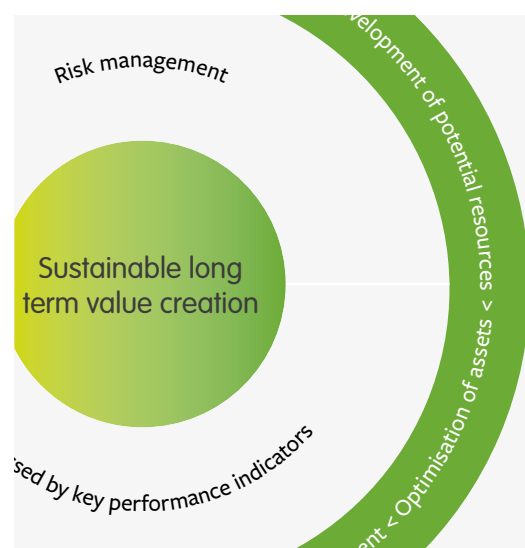 Risk management
velopment of potential resources <
Sustainable long
term value creation
sed by key performance indicators
ent < Optimisation of assets <